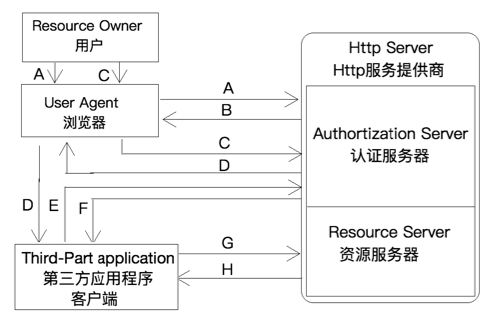 Resource Owner
用户
A
C
User Agent
浏览器
A
B
C
D
Http Server
Http服务提供商
Authortization Server
认证服务器
D
E
F
Resource Server
资源服务器
Third-Part application
第三方应用程序
客户端
G
H